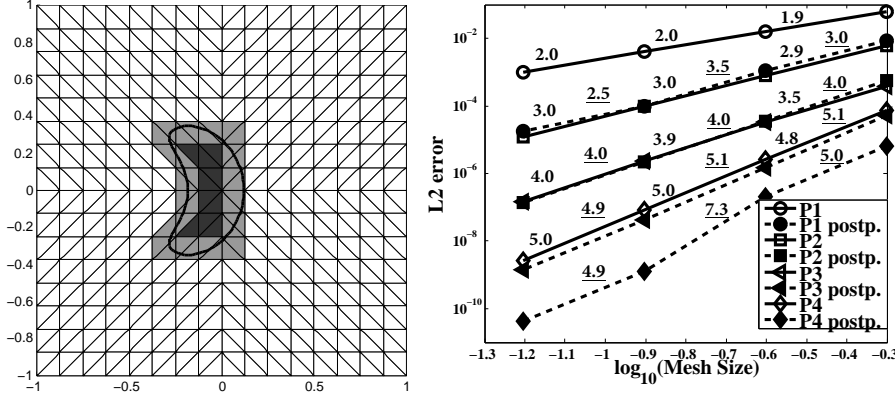 1
0.8
0.6
0.4
0.2
0
−0.2
−0.4
−0.6
−0.8
−1
−1 −0.5 0 0.5 1
L2 error
10⁻²
10⁻⁴
10⁻⁶
10⁻⁸
10⁻¹⁰
2.0 2.0 1.9
3.0 2.5 3.0 3.5 2.9 3.0
4.0 4.0 3.9 4.0 3.5 4.0
5.0 4.9 5.0 5.1 4.8 5.1
4.9 7.3 5.0
P1
P1 postp.
P2
P2 postp.
P3
P3 postp.
P4
P4 postp.
−1.3 −1.2 −1.1 −1 −0.9 −0.8 −0.7 −0.6 −0.5 −0.4 −0.3
log₁₀(Mesh Size)